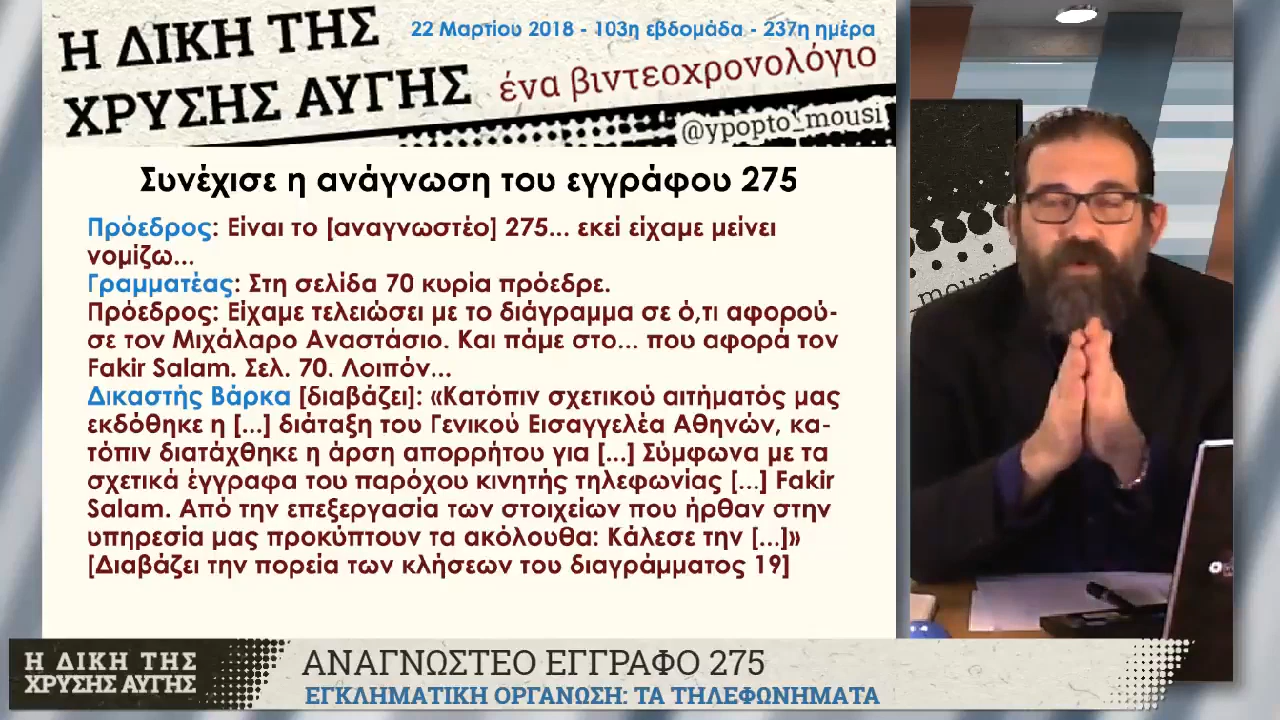 Η ΔΙΚΗ ΤΗΣ
ΧΡΥΣΗΣ ΑΥΓΗΣ
22 Μαρτίου 2018 - 103η εβδομάδα - 237η ημέρα
ένα βιντεοχρονολόγιο
@ypopto_mousi
Συνέχισε η ανάγνωση του εγγράφου 275
Πρόεδρος: Είναι το [αναγνωστέο] 275... εκεί είχαμε μείνει
νομίζω...
Γραμματέας: Στη σελίδα 70 κυρία πρόεδρε.
Πρόεδρος: Είχαμε τελειώσει με το διάγραμμα σε ό,τι αφορού-
σε τον Μιχάλαρο Αναστάσιο. Και πάμε στο... που αφορά τον
Fakir Salam. Σελ. 70. Λοιπόν...
Δικαστής Βάρκα [διαβάζει]: «Κατόπιν σχετικού αιτήματός μας
εκδόθηκε η [...] διάταξη του Γενικού Εισαγγελέα Αθηνών, κα-
τόπιν διατάχθηκε η άρση απορρήτου για [...] Σύμφωνα με τα
σχετικά έγγραφα του παρόχου κινητής τηλεφωνίας [...] Fakir
Salam. Από την επεξεργασία των στοιχείων που ήρθαν στην
υπηρεσία μας προκύπτουν τα ακόλουθα: Κάλεσε την [...]»
[Διαβάζει την πορεία των κλήσεων του διαγράμματος 19]
mousi
Η ΔΙΚΗ ΤΗΣ
ΧΡΥΣΗΣ ΑΥΓΗΣ
ΑΝΑΓΝΩΣΤΕΟ ΕΓΓΡΑΦΟ 275
ΕΓΚΛΗΜΑΤΙΚΗ ΟΡΓΑΝΩΣΗ: ΤΑ ΤΗΛΕΦΩΝΗΜΑΤΑ